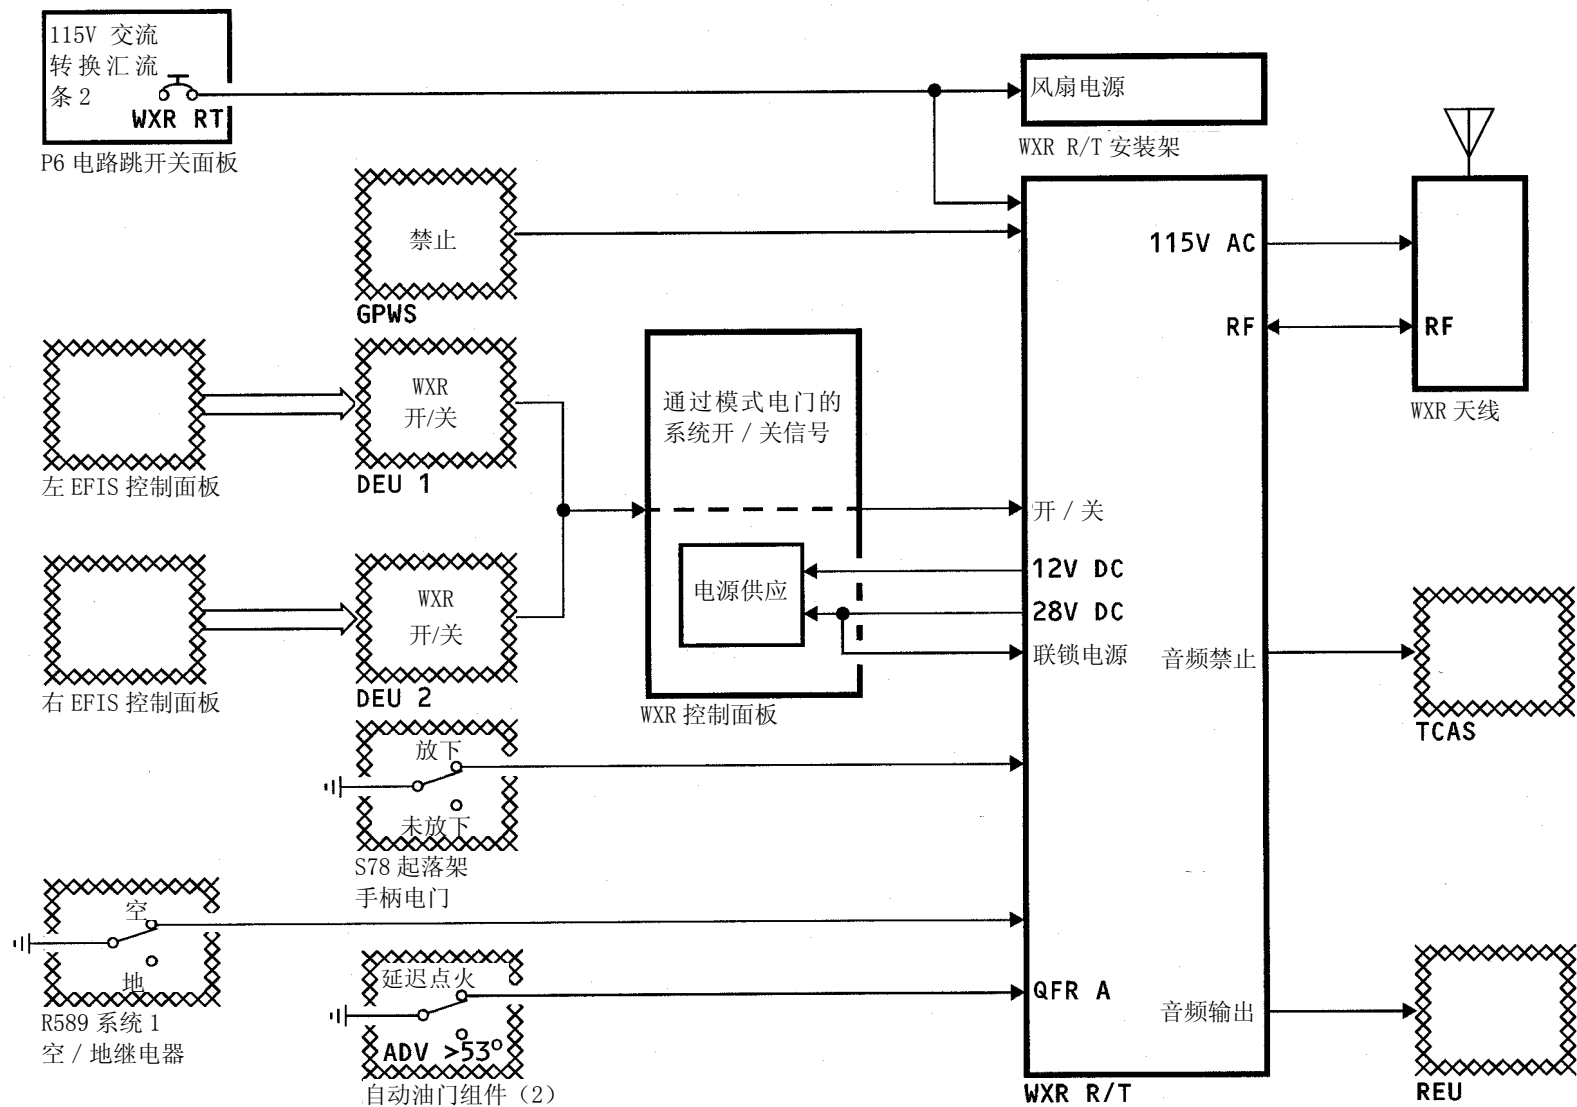 115V 交流
转换汇流
条 2
WXR RT
P6 电路跳开关面板
风扇电源
WXR R/T 安装架
禁止
GPWS
115V AC
RF
RF
WXR 天线
左 EFIS 控制面板
WXR
开/关
DEU 1
通过模式电门的
系统开 / 关信号
开 / 关
12V DC
28V DC
联锁电源
电源供应
WXR 控制面板
右 EFIS 控制面板
WXR
开/关
DEU 2
音频禁止
TCAS
放下
未放下
S78 起落架
手柄电门
空
地
R589 系统 1
空 / 地继电器
延迟点火
ADV >53°
自动油门组件（2）
QFR A
音频输出
WXR R/T
REU